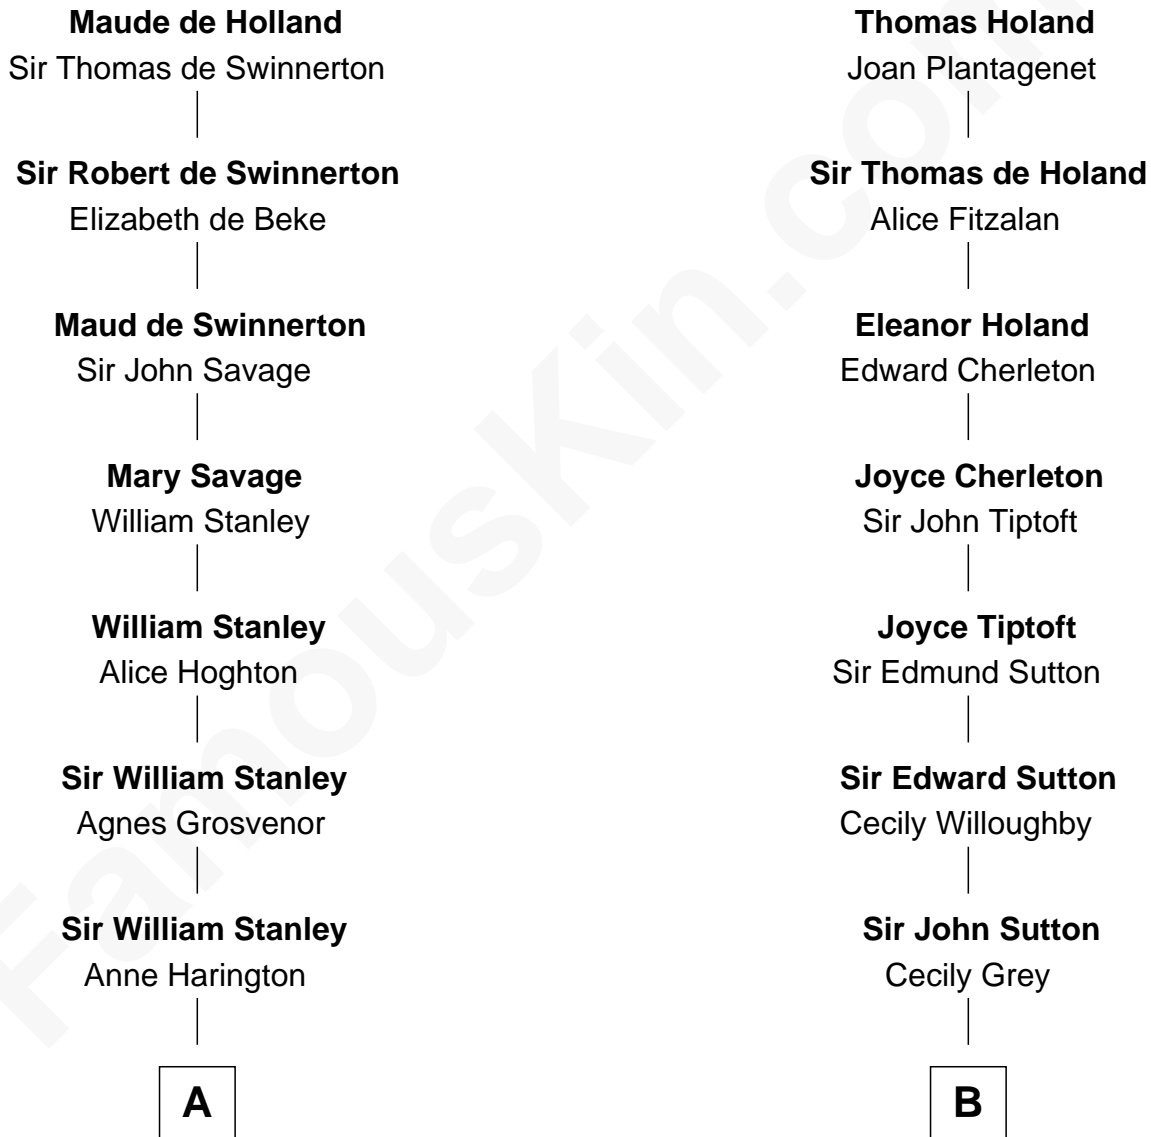 Maude de Holland
Sir Thomas de Swinnerton
Sir Robert de Swinnerton
Elizabeth de Beke
Maud de Swinnerton
Sir John Savage
Mary Savage
William Stanley
William Stanley
Alice Hoghton
Sir William Stanley
Agnes Grosvenor
Sir William Stanley
Anne Harington
A
Thomas Holand
Joan Plantagenet
Sir Thomas de Holand
Alice Fitzalan
Eleanor Holand
Edward Cherleton
Joyce Cherleton
Sir John Tiptoft
Joyce Tiptoft
Sir Edmund Sutton
Sir Edward Sutton
Cecily Willoughby
Sir John Sutton
Cecily Grey
B
FamousKin.com